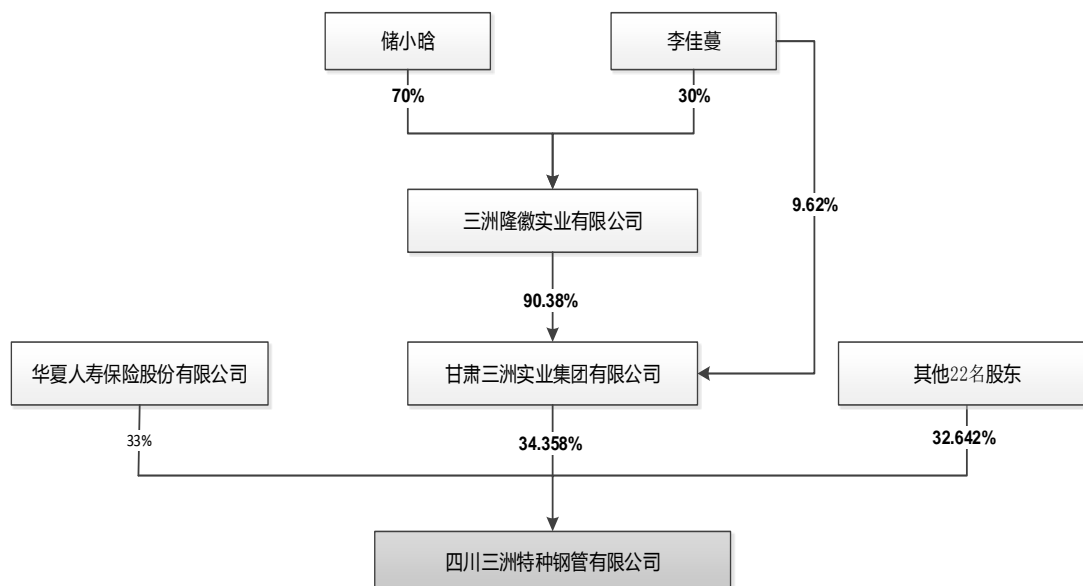 储小晗
李佳蔓
70%
30%
9.62%
三洲隆徽实业有限公司
90.38%
华夏人寿保险股份有限公司
甘肃三洲实业集团有限公司
其他22名股东
33%
34.358%
32.642%
四川三洲特种钢管有限公司